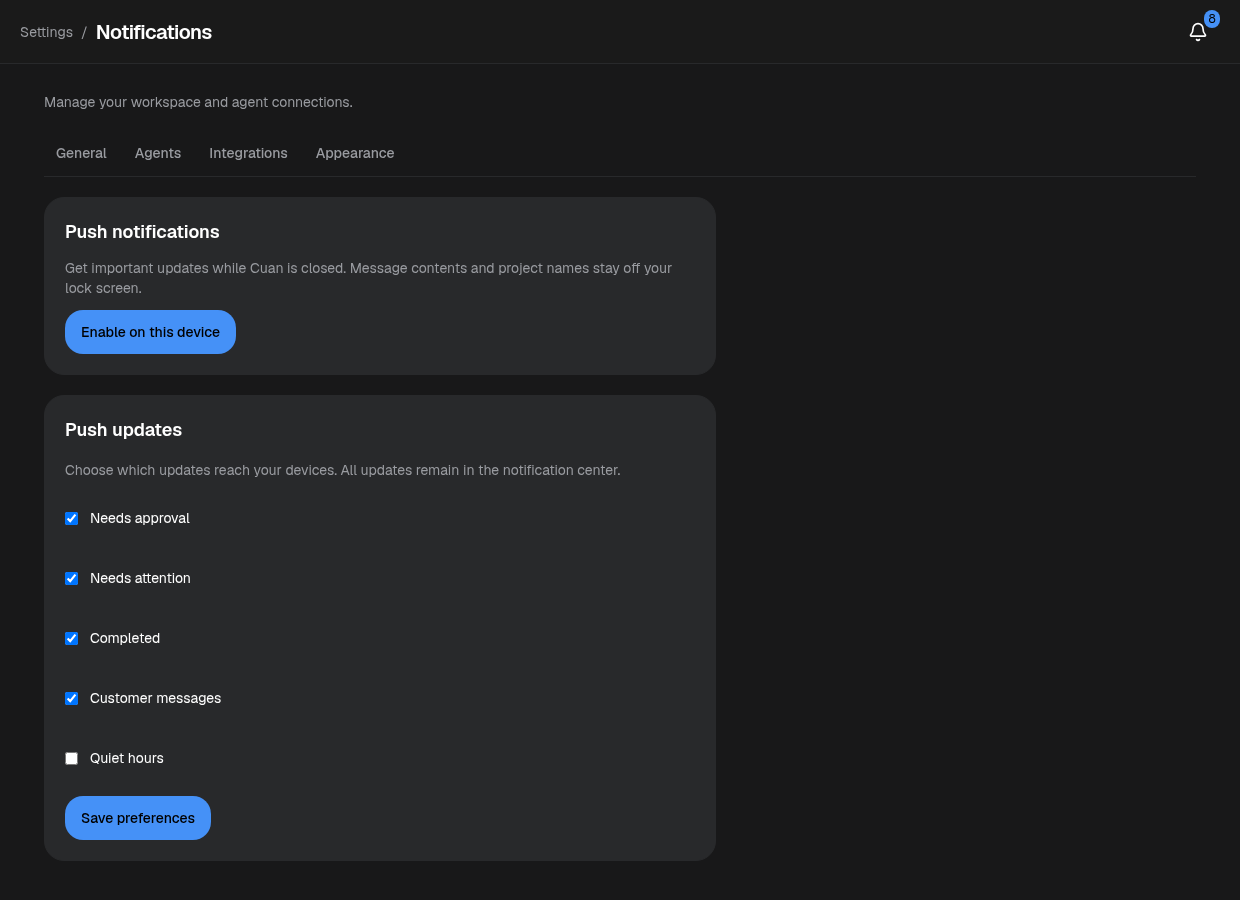 Settings / Notifications
8
Manage your workspace and agent connections.
General Agents Integrations Appearance
Push notifications
Get important updates while Cuan is closed. Message contents and project names stay off your
lock screen.
Enable on this device
Push updates
Choose which updates reach your devices. All updates remain in the notification center.
Needs approval
Needs attention
Completed
Customer messages
Quiet hours
Save preferences